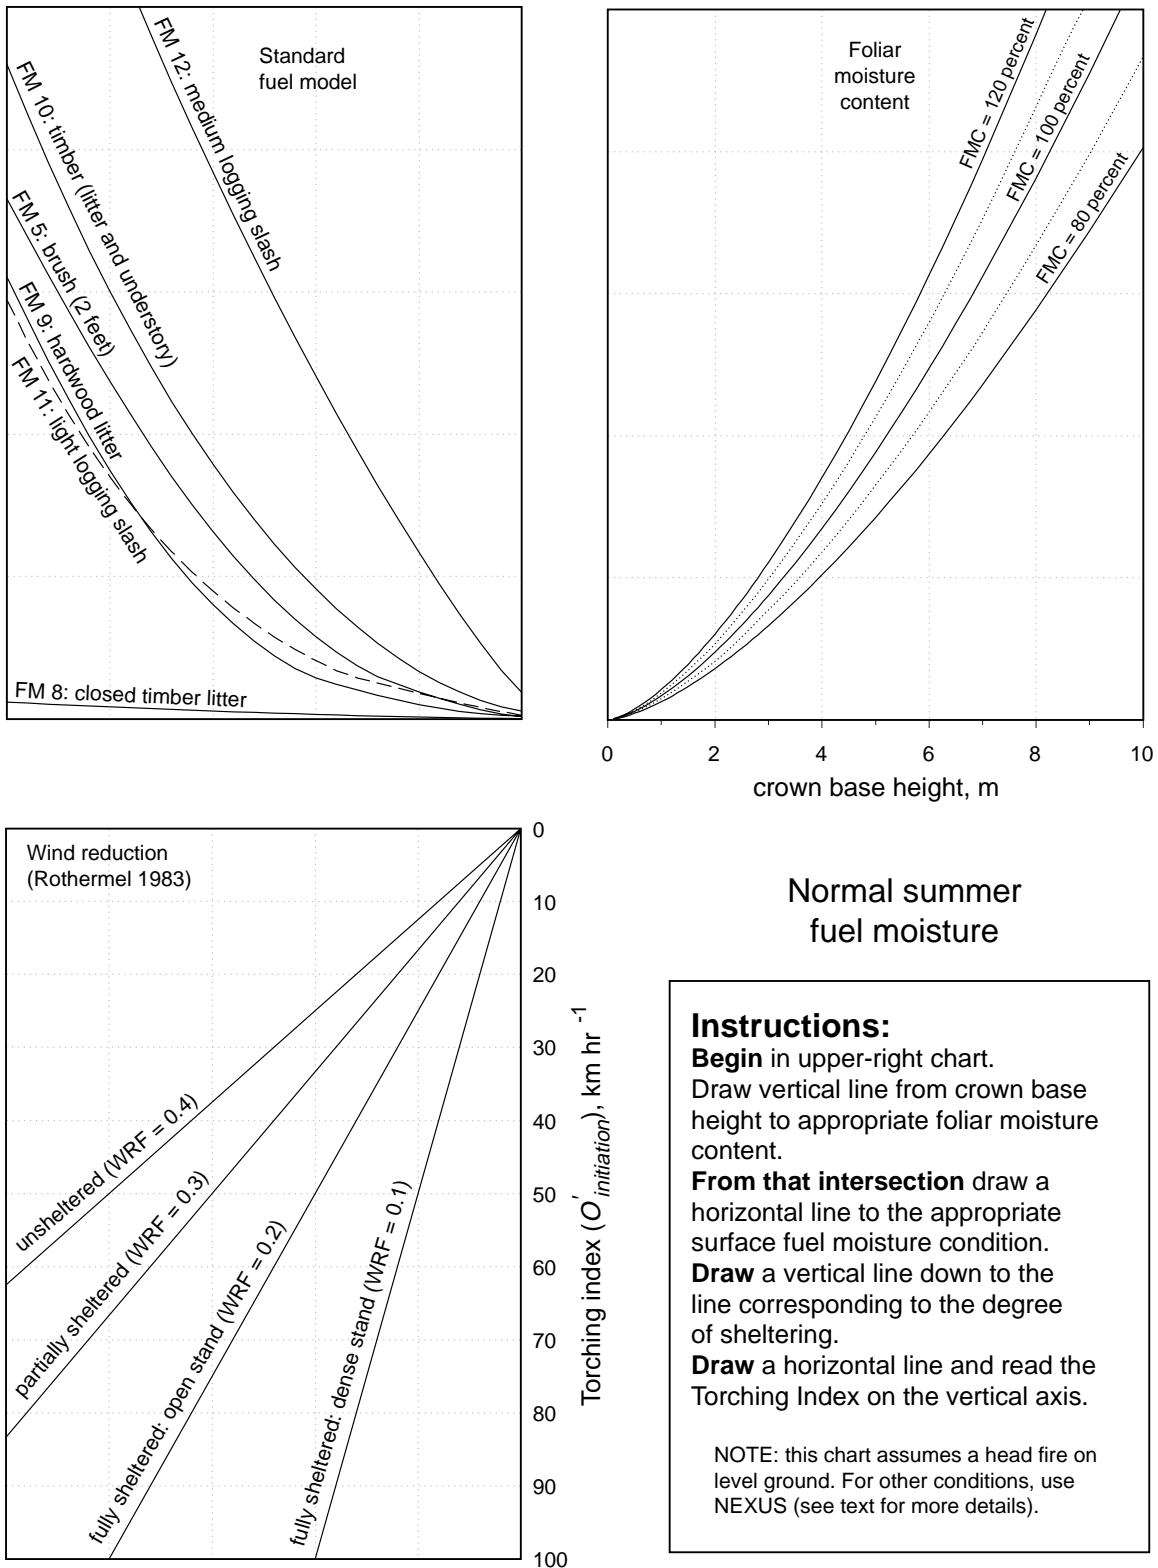 Standard
fuel model
FM 12: medium logging slash
FM 10: timber (litter and understory)
FM 5: brush (2 feet)
FM 9: hardwood litter
FM 11: light logging slash
FM 8: closed timber litter
Foliar
moisture
content
FMC = 120 percent
FMC = 100 percent
FMC = 80 percent
0 2 4 6 8 10
crown base height, m
Wind reduction
(Rothermel 1983)
unsheltered (WRF = 0.4)
partially sheltered (WRF = 0.3)
fully sheltered: open stand (WRF = 0.2)
fully sheltered: dense stand (WRF = 0.1)
0
10
20
30
40
50
60
70
80
90
100
Torching index (O'initiation), km hr -1
Normal summer
fuel moisture
Instructions:
Begin in upper-right chart.
Draw vertical line from crown base
height to appropriate foliar moisture
content.
From that intersection draw a
horizontal line to the appropriate
surface fuel moisture condition.
Draw a vertical line down to the
line corresponding to the degree
of sheltering.
Draw a horizontal line and read the
Torching Index on the vertical axis.
NOTE: this chart assumes a head fire on
level ground. For other conditions, use
NEXUS (see text for more details).